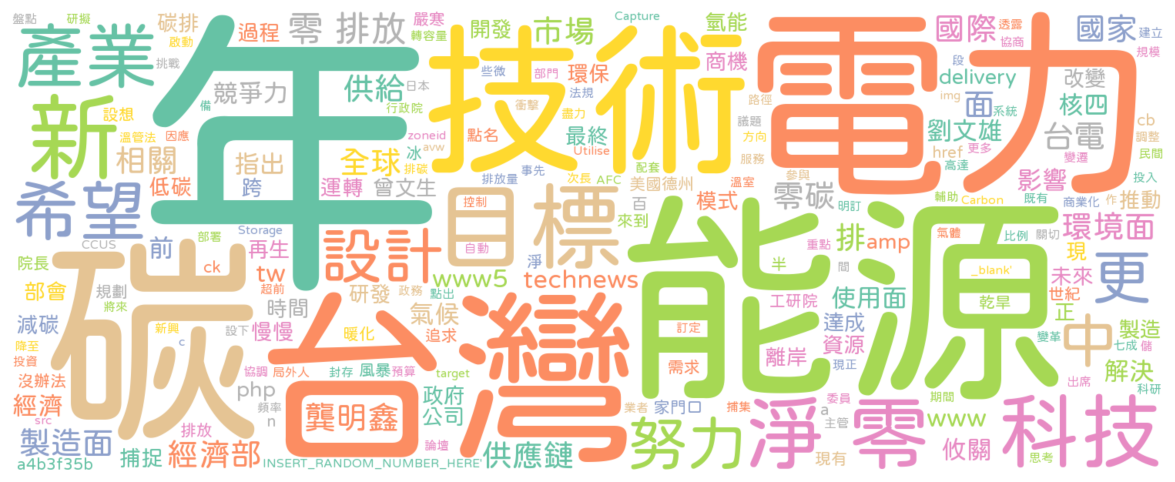 盤點 研擬 碳排 過程 零 排放 嚴寒 開發 市場 Capture 氫能 國際 透露 國家 建立
產業 啟動 年 轉容量 技術 商機 電力 協商 規模
挑戰 競爭力 供給 日本 些微 部門 環保 段 delivery 改變
新 設想 備 行政院 法規 路徑 img 面 系統 核四
溫管法 因應 zoneid 點名 衝擊 最終 盡力 議題 劉文雄 台電 cb 調整
相關 指出 全球 冰 avw Utilise 方向 href 更多 變遷 民間
低碳 跨 運轉 排碳 曾文生 排放量 事先 配套 服務 溫室 高速 影響 投入
希望 目標 控制 次長 AFC 美國德州 參與 模式 零碳 輔助 Carbon 商業化 既有 作 推動
部署 Storage 百 來到 明訂 氣體 比例 關切 環境面
CCUS 前 再生 設計 自動 淨 能源 重點 排 amp 現
院長 碳 ck tw www5 technews 半 間 _blank' 未來 更
部會 規劃 超前 時間 研發 政務 點出 氣候 工研院 使用面 乾旱 世紀 正
將來 減碳 新興 設下 慢慢 暖化 追求 台灣 訂定 達成 資源 中 製造
降至 投資 c 協調 局外人 封存 風暴 預算 target 需求 離岸 變革 七成 儲
沒辦法 php 政府 出席 解決
經濟 src 頻率 n 龔明鑫 公司 業者 家門口 捕集 委員 a 主管 www 期間 科研
製造面 排放 論壇 努力 淨 零 攸關 科技
a4b3f35b 捕捉 經濟部 INSERT_RANDOM_NUMBER_HERE' 供應鏈 現有 思考
現正